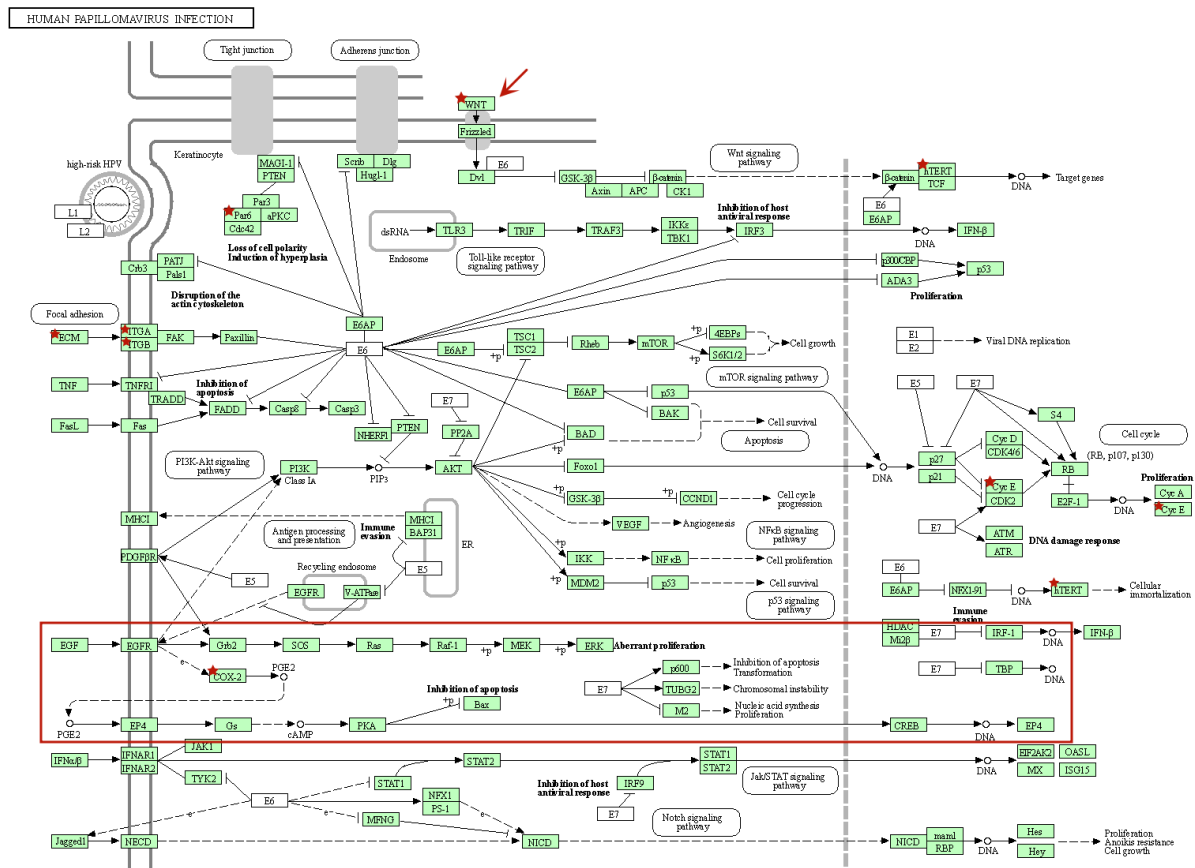 HUMAN PAPILLOMAVIRUS INFECTION
Tight junction
Adherens junction
WNT
Frizzled
Keratinocyte
high-risk HPV
L1
L2
MAGI-1
PTEN
Scrib Dlg
Hugl-1
Dvl
E6
GSK-3β
Axin APC
β-catenin
CK1
Wnt signaling
pathway
β-catenin
hTERT
TCF
DNA
Target genes
E6
E6AP
Par3
Par6 aPKC
Cdc42
Loss of cell polarity
Induction of hyperplasia
dsRNA
Endosome
TLR3
TRIF
TRAF3
IKKε
TBK1
Inhibition of host
antiviral response
IRF3
DNA
IFN-β
Toll-like receptor
signaling pathway
Crb3
PATJ
Pals1
p300/CBP
ADA3
p53
Proliferation
Disruption of the
actin cytoskeleton
Focal adhesion
ECM
ITGA
ITGB
FAK
Paxillin
E6AP
E6
E6AP
+p
TSC1
TSC2
Rheb
mTOR
+p
+p
4EBPs
S6K1/2
Cell growth
mTOR signaling pathway
E1
E2
Viral DNA replication
TNF
TNFR1
TRADD
Inhibition of
apoptosis
FADD
Casp8
Casp3
FasL
Fas
NHERF1
PTEN
E7
PP2A
E6AP
p53
BAK
BAD
+p
Cell survival
Apoptosis
E5
E7
S4
Cell cycle
(RB, p107, p130)
PI3K-Akt signaling
pathway
PI3K
Class IA
PIP3
AKT
Foxo1
DNA
p27
p21
Cyc D
CDK4/6
Cyc E
CDK2
RB
E2F-1
DNA
Proliferation
Cyc A
Cyc E
+p
GSK-3β
CCND1
Cell cycle
progression
VEGF
Angiogenesis
NFκB signaling
pathway
E7
ATM
ATR
DNA damage response
MHCI
Antigen processing
and presentation
Immune
evasion
MHCI
BAP31
ER
+p
IKK
NFκB
Cell proliferation
PDGFβR
E5
Recycling endosome
EGFR
V-ATPase
E5
+p
MDM2
p53
Cell survival
p53 signaling
pathway
E6
E6AP
NFX1-91
DNA
hTERT
Cellular
immortalization
EGF
EGFR
Grb2
SOS
Ras
Raf-1
+p
MEK
+p
ERK
Aberrant proliferation
HDAC
Mi2β
E7
Immune
evasion
IRF-1
DNA
IFN-β
e
COX-2
PGE2
E7
p600
TUBG2
M2
Inhibition of apoptosis
Transformation
Chromosomal instability
Nucleic acid synthesis
Proliferation
E7
TBP
DNA
PGE2
EP4
Gs
cAMP
PKA
+p
Inhibition of apoptosis
Bax
CREB
DNA
EP4
IFNα/β
IFNAR1
IFNAR2
JAK1
TYK2
STAT1
STAT2
Inhibition of host
antiviral response
IRF9
E7
STAT1
STAT2
Jak/STAT signaling
pathway
DNA
EIF2AK2 OASL
MX ISG15
E6
e
e
MFNG
NFX1
PS-1
e
Notch signaling
pathway
Jagged1
NECD
NICD
NICD
maml
RBP
DNA
Hes
Hey
Proliferation
Anoikis resistance
Cell growth